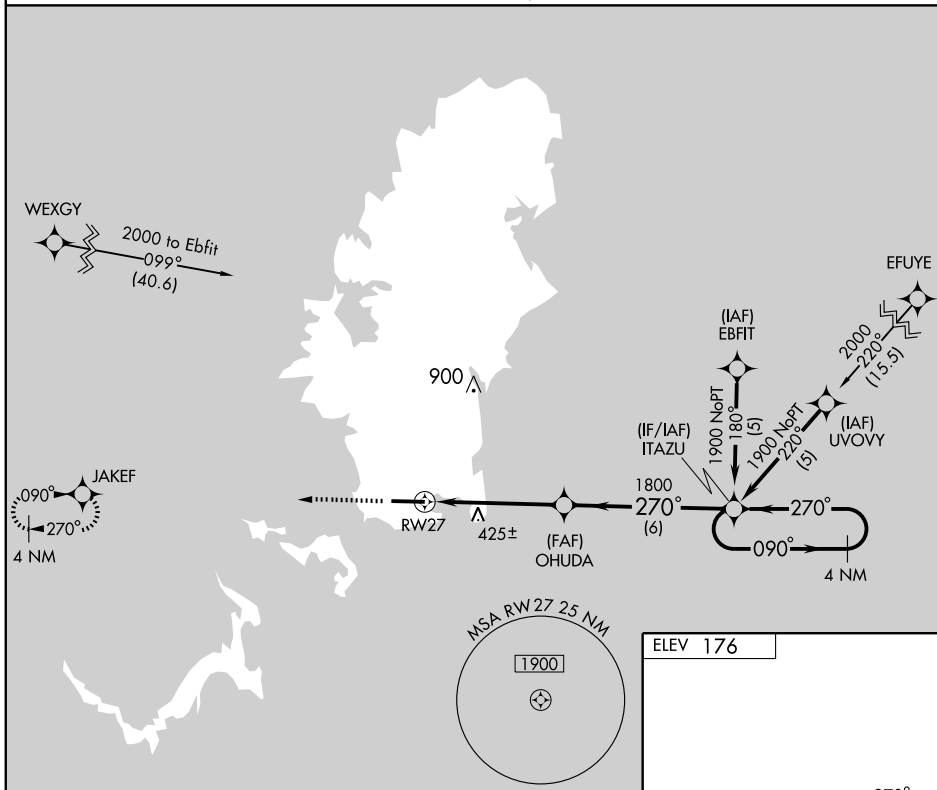 WEXGY
2000 to Ebfit
099°
(40.6)
EFUYE
2000
220°
(15.5)
(IAF)
EBFIT
1900 NoPT
180°
(5)
(IAF)
UVOVY
1900 NoPT
220°
(5)
900
(IF/IAF)
ITAZU
JAKEF
090°
270°
4 NM
RW27
425±
(FAF)
OHUDA
1800
270°
(6)
270°
090°
4 NM
MSA RW27 25 NM
1900
ELEV 176